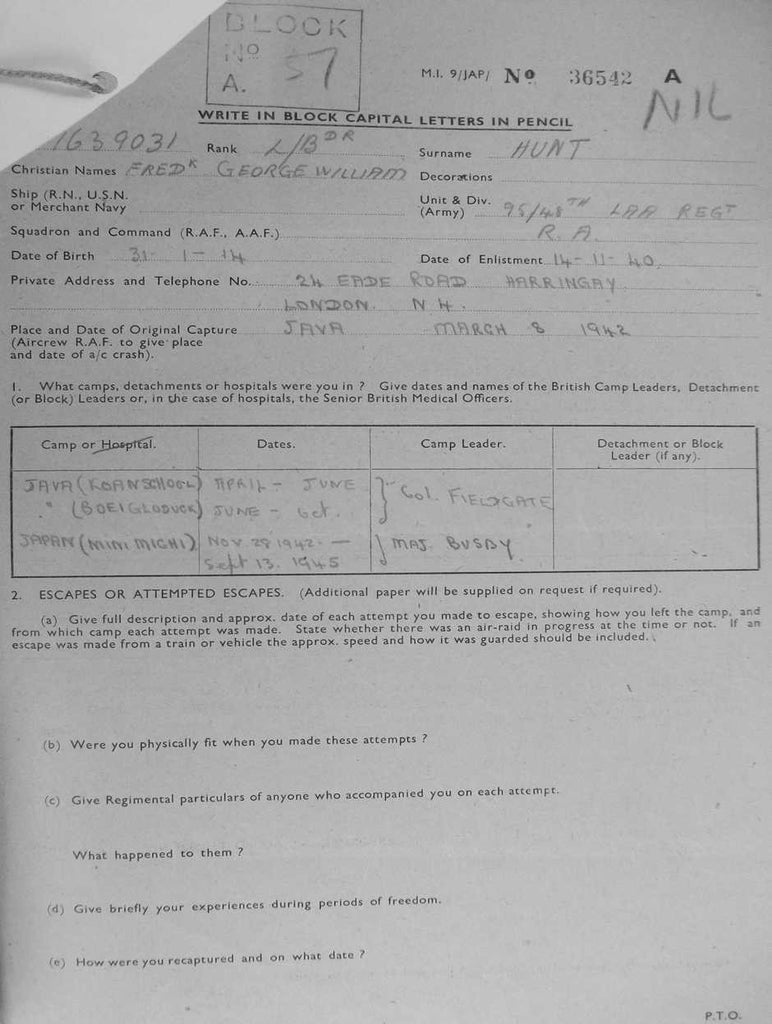 BLOCK
No
A. 57
M.I. 9/JAP/ No 36542 A
NIL
WRITE IN BLOCK CAPITAL LETTERS IN PENCIL
1639031 Rank L/BDR Surname HUNT
Christian Names FREDK GEORGE WILLIAM Decorations
Ship (R.N., U.S.N. or Merchant Navy
Unit & Div. (Army) 95/48TH LAA REGT
Squadron and Command (R.A.F., A.A.F.) R.A.
Date of Birth 31-1-14 Date of Enlistment 14-11-40
Private Address and Telephone No. 24 EADE ROAD HARRINGAY
LONDON. N4.
Place and Date of Original Capture JAVA MARCH 8 1942
(Aircrew R.A.F. to give place
and date of a/c crash).
1. What camps, detachments or hospitals were you in ? Give dates and names of the British Camp Leaders, Detachment
(or Block) Leaders or, in the case of hospitals, the Senior British Medical Officers.
Camp or Hospital. Dates. Camp Leader. Detachment or Block
Leader (if any).
JAVA (KOANSCHOOL) APRIL - JUNE
" (BOEIGLODUCK) JUNE - Oct. Col. FIELDGATE
JAPAN (MINI MICHI) NOV. 29 1942 — MAJ. BUSBY
Sept 13. 1945
2. ESCAPES OR ATTEMPTED ESCAPES. (Additional paper will be supplied on request if required).
(a) Give full description and approx. date of each attempt you made to escape, showing how you left the camp, and
from which camp each attempt was made. State whether there was an air-raid in progress at the time or not. If an
escape was made from a train or vehicle the approx. speed and how it was guarded should be included.
(b) Were you physically fit when you made these attempts ?
(c) Give Regimental particulars of anyone who accompanied you on each attempt.
What happened to them ?
(d) Give briefly your experiences during periods of freedom.
(e) How were you recaptured and on what date ?
P.T.O.